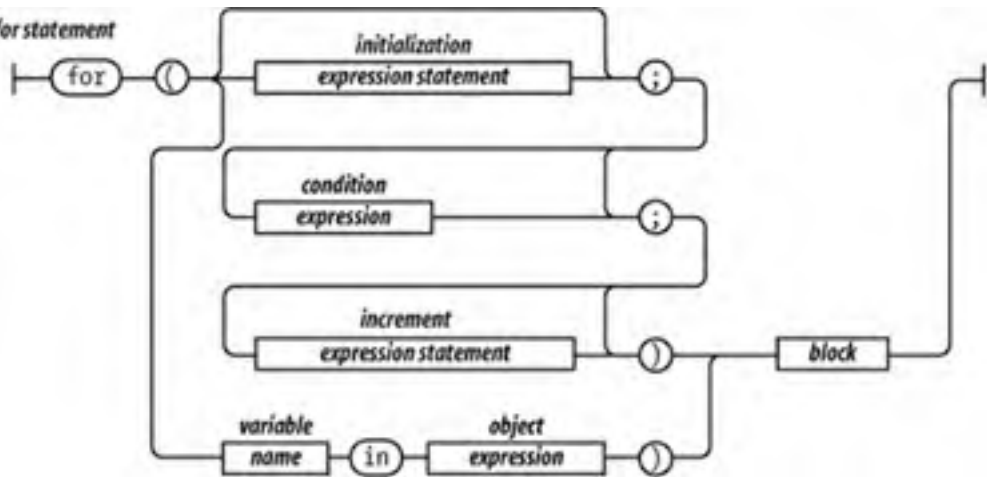 for statement
for ( initialization
expression statement ;
condition
expression ;
increment
expression statement ) block
variable object
name in expression )